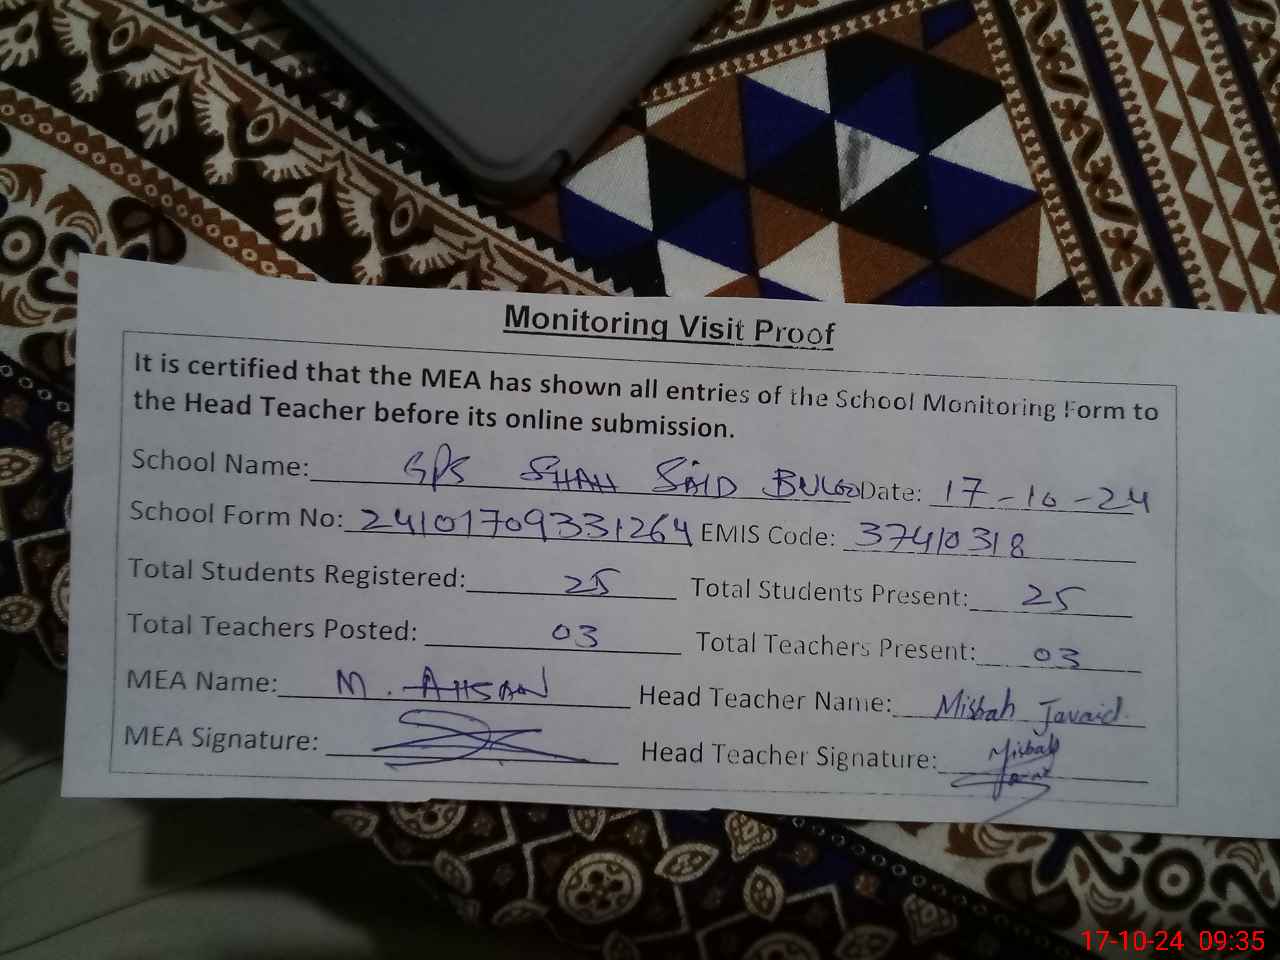 Monitoring Visit Proof
It is certified that the MEA has shown all entries of the School Monitoring Form to
the Head Teacher before its online submission.
School Name: GPS SHAH SAID BULO Date: 17-10-24
School Form No: 24101709331264 EMIS Code: 37410318
Total Students Registered: 25 Total Students Present: 25
Total Teachers Posted: 03 Total Teachers Present: 03
MEA Name: M. AHSAN Head Teacher Name: Misbah Javaid
MEA Signature: Head Teacher Signature: Misbah
17-10-24 09:35